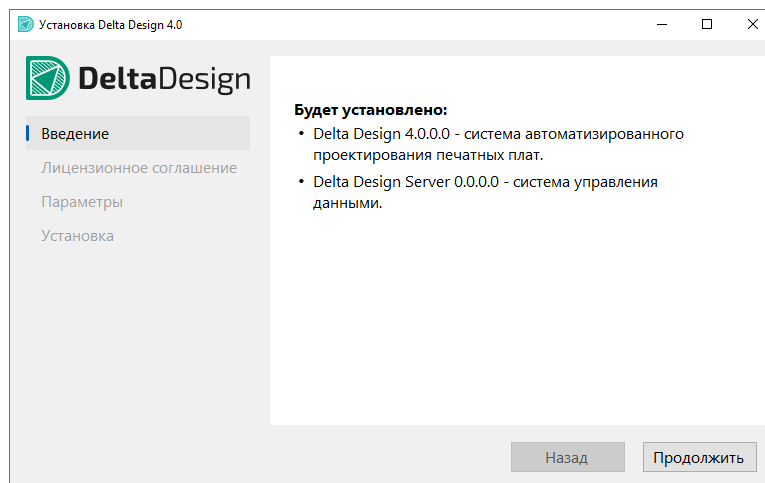 Установка Delta Design 4.0
DeltaDesign
Введение
Лицензионное соглашение
Параметры
Установка
Будет установлено:
• Delta Design 4.0.0.0 - система автоматизированного
проектирования печатных плат.
• Delta Design Server 0.0.0.0 - система управления
данными.
Назад
Продолжить